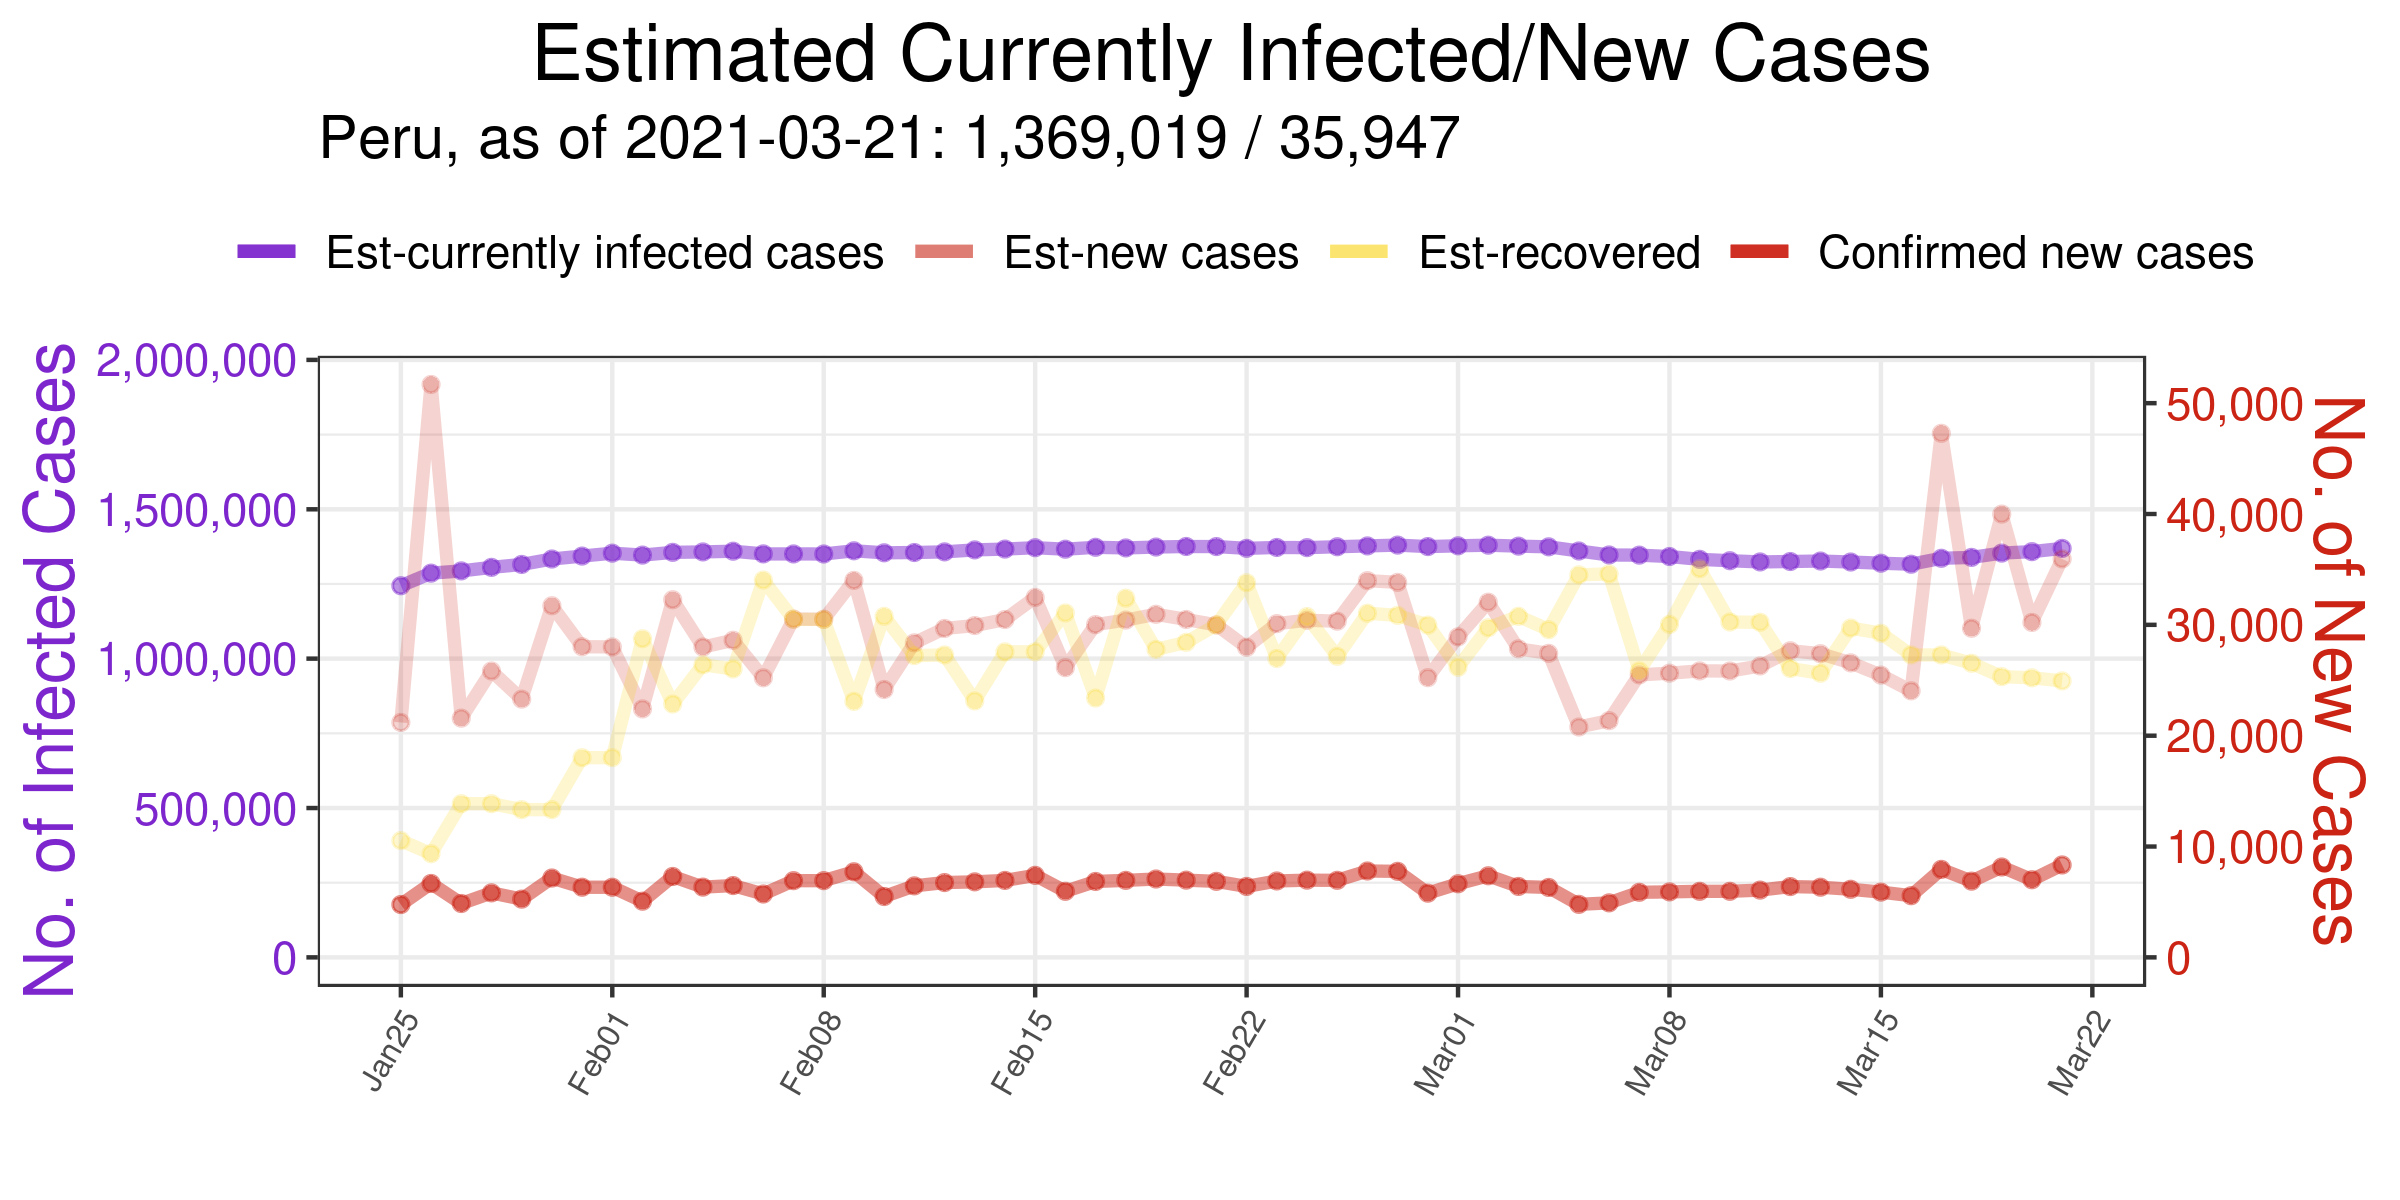 Estimated Currently Infected/New Cases
Peru, as of 2021-03-21: 1,369,019 / 35,947
Est-currently infected cases Est-new cases Est-recovered Confirmed new cases
No. of Infected Cases
2,000,000
1,500,000
1,000,000
500,000
0
50,000
40,000
30,000
20,000
10,000
0
No. of New Cases
Jan25 Feb01 Feb08 Feb15 Feb22 Mar01 Mar08 Mar15 Mar22